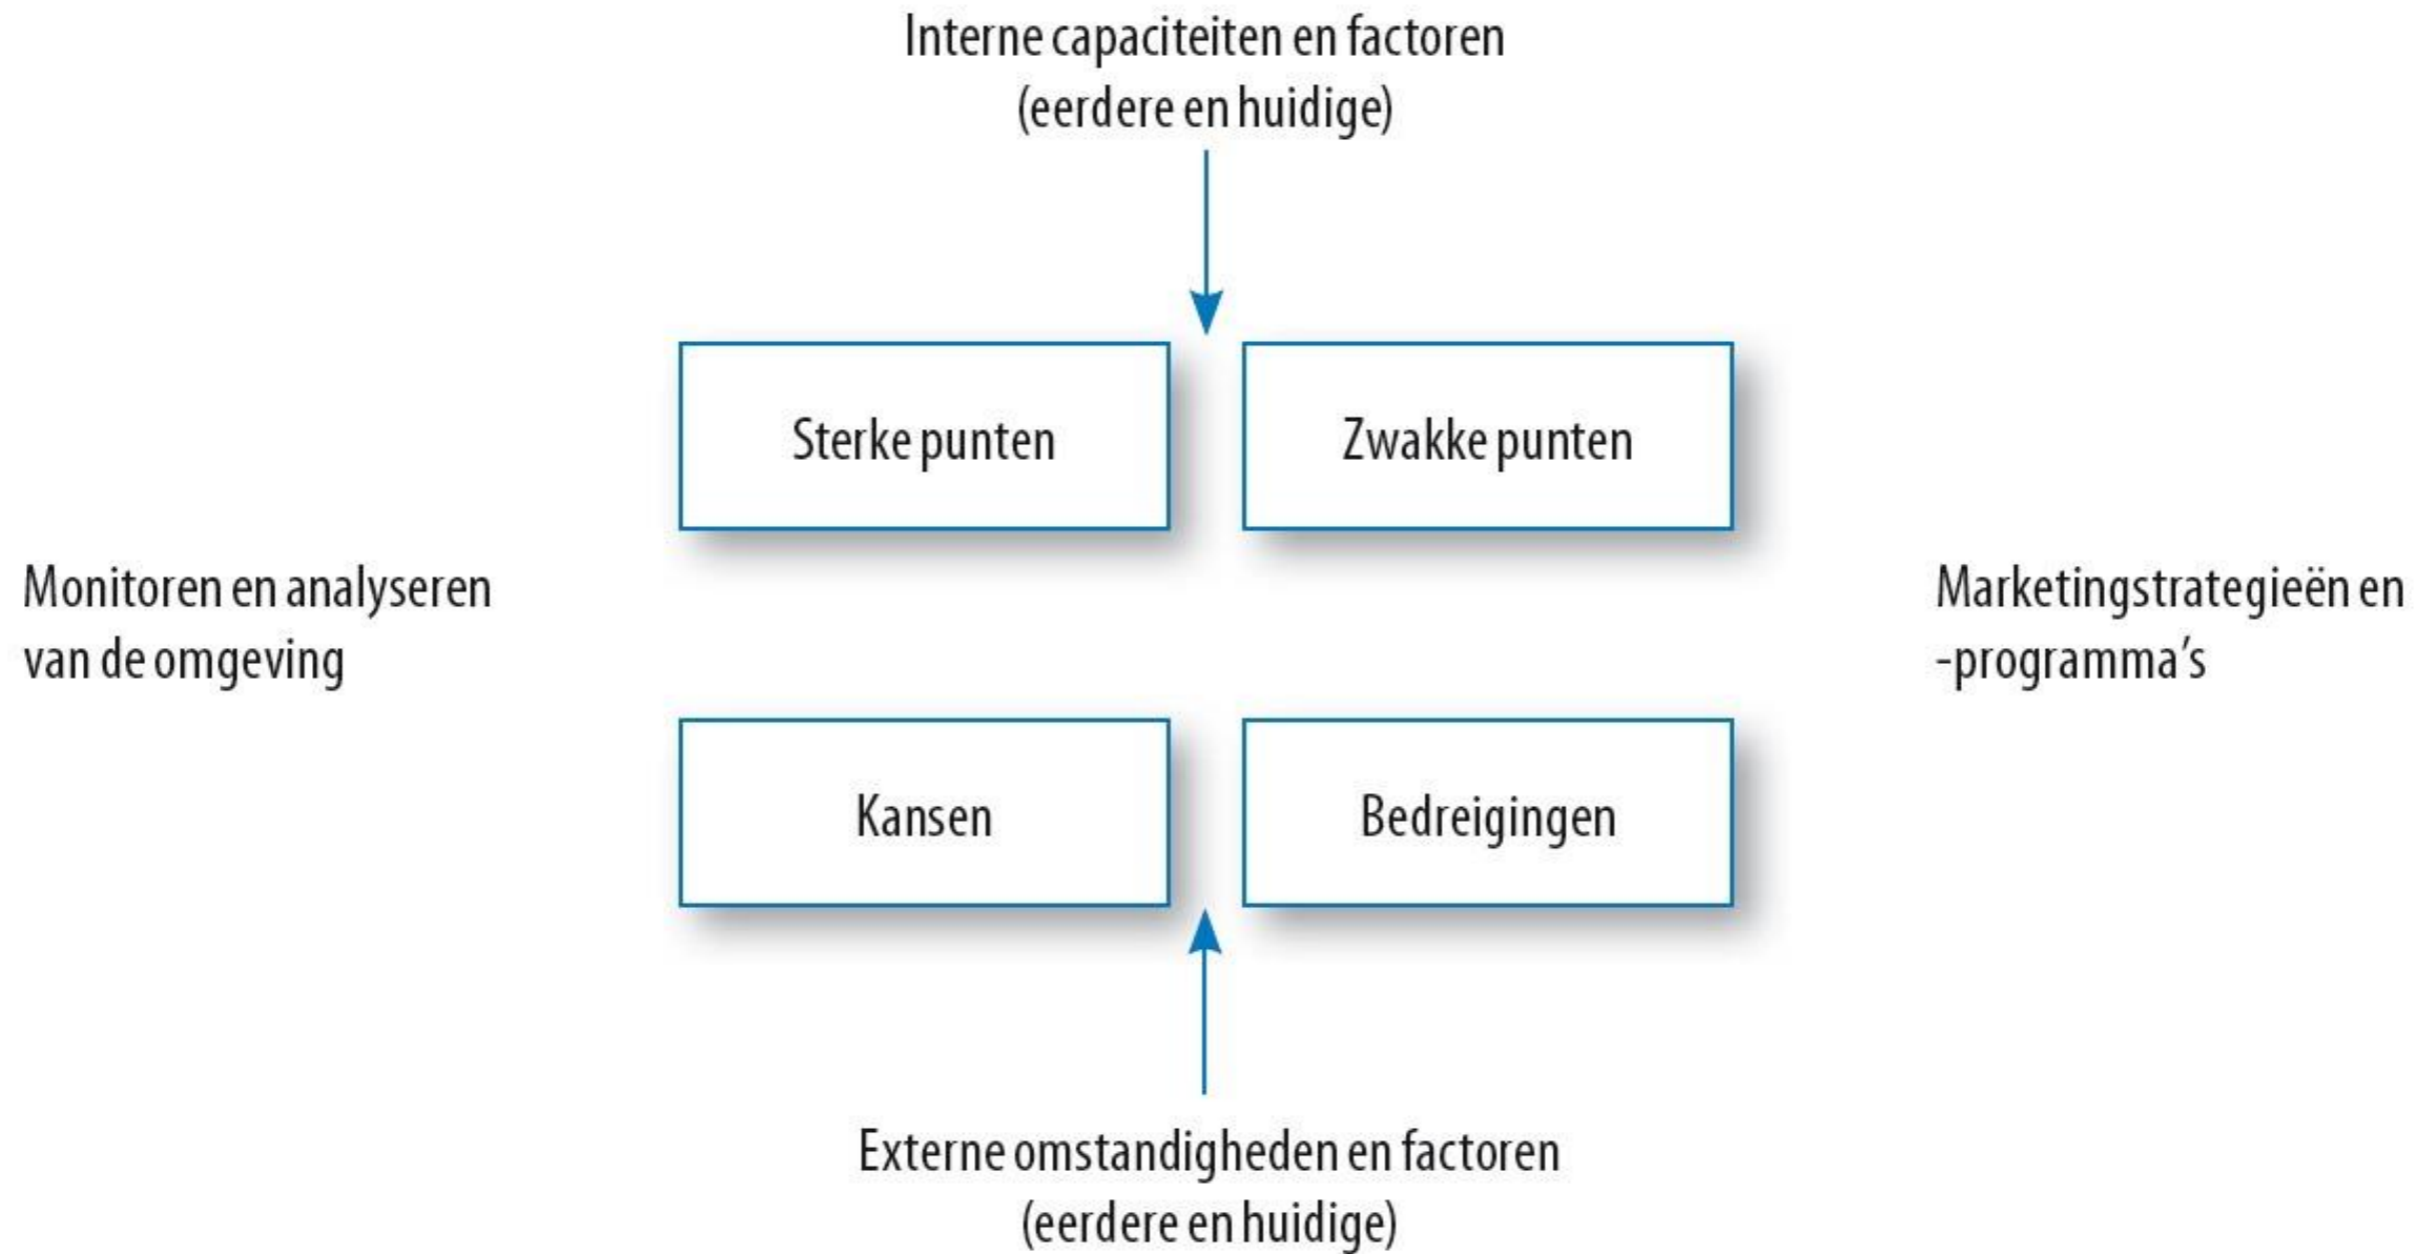 Interne capaciteiten en factoren
(eerdere en huidige)
Sterke punten
Zwakke punten
Monitoren en analyseren
van de omgeving
Marketingstrategieën en
-programma’s
Kansen
Bedreigingen
Externe omstandigheden en factoren
(eerdere en huidige)